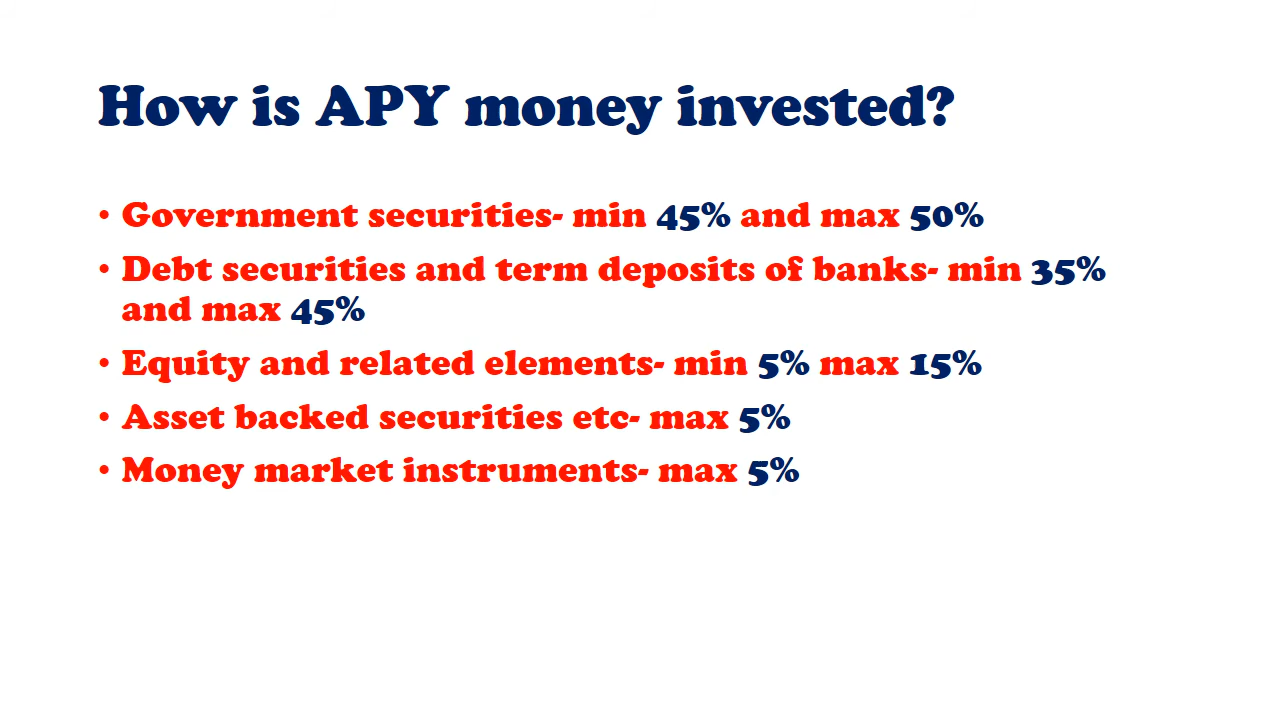 How is APY money invested?
• Government securities- min 45% and max 50%
• Debt securities and term deposits of banks- min 35%
and max 45%
• Equity and related elements- min 5% max 15%
• Asset backed securities etc- max 5%
• Money market instruments- max 5%